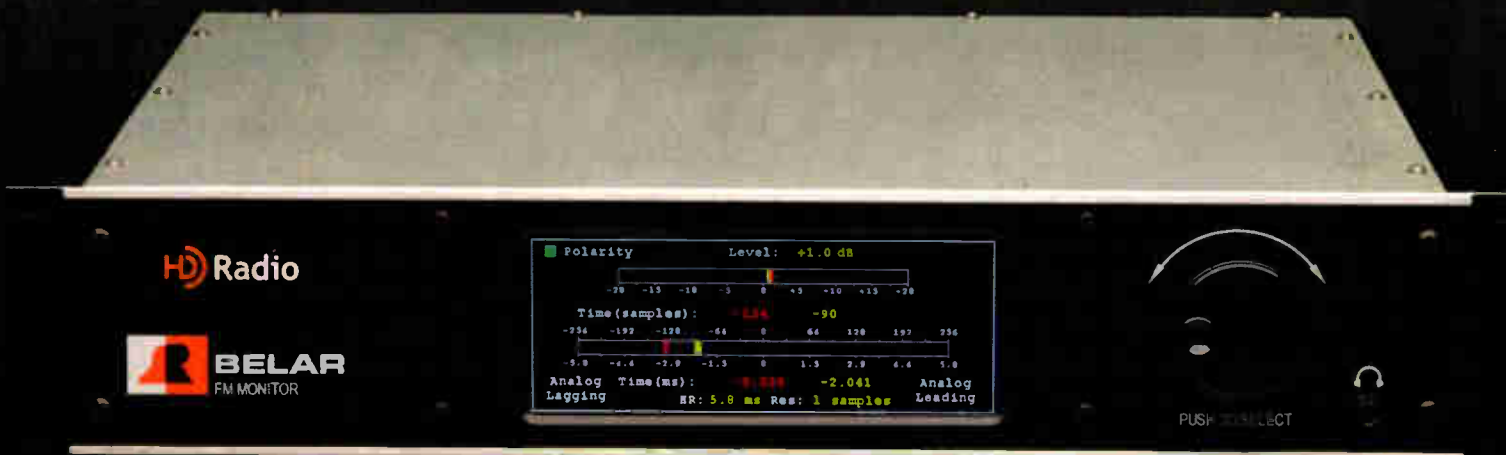 HD Radio
BELAR
FM MONITOR
Polarity Level: +1.0 dB
-20 -15 -10 -5 0 +5 +10 +15 +20
Time(samples): -90
-256 -192 -128 -64 0 64 128 192 256
-5.8 -4.4 -2.9 -1.5 0 1.5 2.9 4.4 5.8
Analog Time(ms): -2.041 Analog
Lagging HR: 5.8 ms Res: 1 samples Leading
PUSH